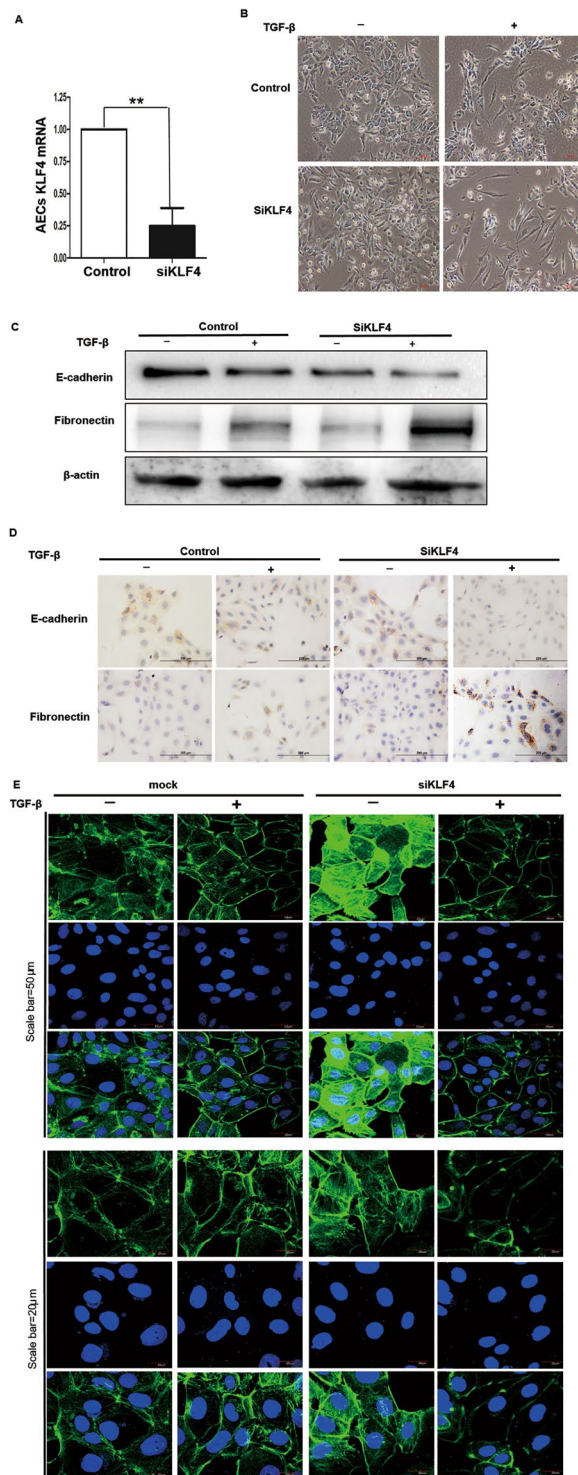 A
**
AECs KLF4 mRNA
1.25
1.00
0.75
0.50
0.25
0.00
Control
siKLF4
B
TGF-β
−
+
Control
SiKLF4
C
Control
SiKLF4
TGF-β
−
+
−
+
E-cadherin
Fibronectin
β-actin
D
TGF-β
Control
SiKLF4
−
+
−
+
E-cadherin
Fibronectin
E
mock
siKLF4
TGF-β
−
+
−
+
Scale bar=50μm
Scale bar=20μm